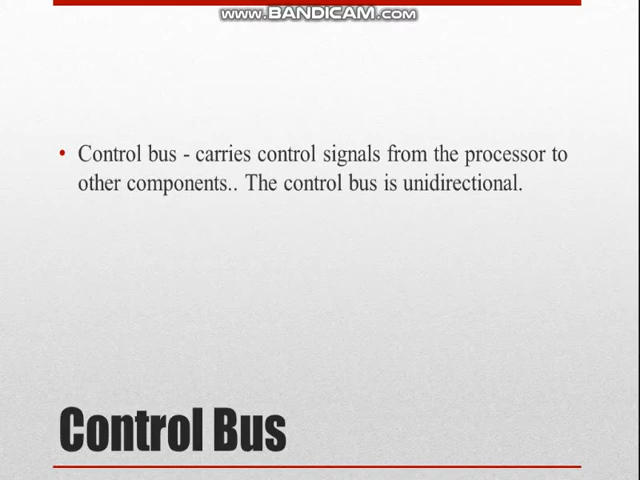 www.BANDICAM.com
• Control bus - carries control signals from the processor to
other components.. The control bus is unidirectional.
Control Bus